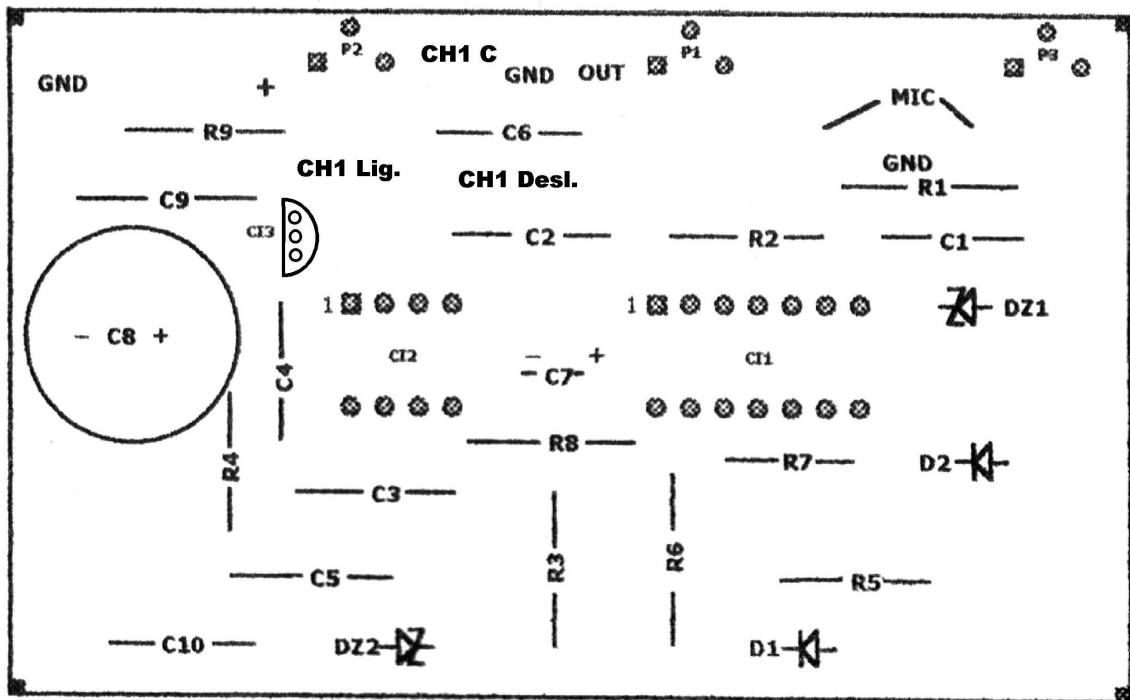 P2
CH1 C
P1
P3
GND
+
GND OUT
MIC
R9
C6
GND
CH1 Lig.
CH1 Desl.
R1
C9
CI3
C2
R2
C1
1
1
DZ1
- C8 +
CI2
- +
C7
CI1
C4
R8
R4
R7
D2
C3
R3
R6
C5
R5
C10
DZ2
D1